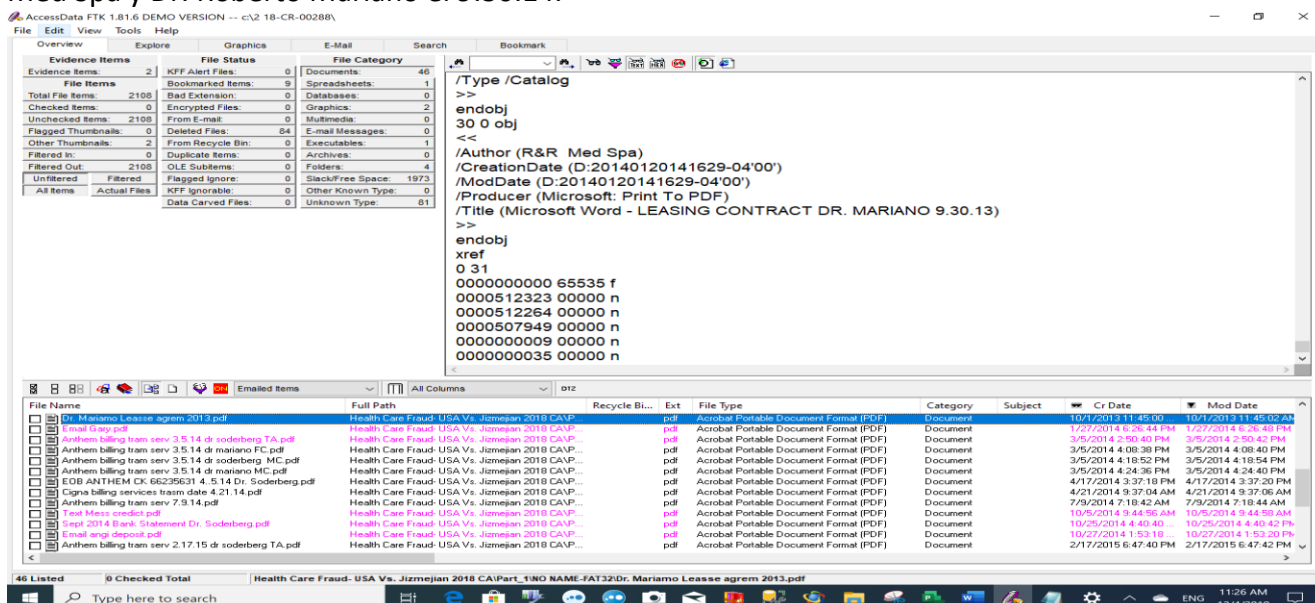 AccessData FTK 1.81.6 DEMO VERSION -- c:\2 18-CR-00288\
File Edit View Tools Help
Overview Explore Graphics E-Mail Search Bookmark
Evidence Items File Status File Category
Evidence Items: 2 KFF Alert Files: 0 Documents: 46
File Items Bookmarked Items: 9 Spreadsheets: 1
Total File Items: 2108 Bad Extension: 0 Databases: 0
Checked Items: 0 Encrypted Files: 0 Graphics: 2
Unchecked Items: 2108 From E-mail: 0 Multimedia: 0
Flagged Thumbnails: 0 Deleted Files: 84 E-mail Messages: 0
Other Thumbnails: 2 From Recycle Bin: 0 Executables: 1
Filtered In: 0 Duplicate Items: 0 Archives: 0
Filtered Out: 2108 OLE Subitems: 0 Folders: 4
Unfiltered Filtered Flagged Ignore: 0 Slack/Free Space: 1973
All Items Actual Files KFF Ignorable: 0 Other Known Type: 0
Data Carved Files: 0 Unknown Type: 81
/Type /Catalog
>>
endobj
30 0 obj
<<
/Author (R&R Med Spa)
/CreationDate (D:20140120141629-04'00')
/ModDate (D:20140120141629-04'00')
/Producer (Microsoft: Print To PDF)
/Title (Microsoft Word - LEASING CONTRACT DR. MARIANO 9.30.13)
>>
endobj
xref
0 31
0000000000 65535 f
0000512323 00000 n
0000512264 00000 n
0000507949 00000 n
0000000009 00000 n
0000000035 00000 n
ON Emailed Items All Columns DTZ
File Name Full Path Recycle Bi... Ext File Type Category Subject Cr Date Mod Date
Dr. Mariamo Leasse agrem 2013.pdf Health Care Fraud- USA Vs. Jizmejian 2018 CA\P... pdf Acrobat Portable Document Format (PDF) Document 10/1/2013 11:45:00 ... 10/1/2013 11:45:02 AM
Email Gary.pdf Health Care Fraud- USA Vs. Jizmejian 2018 CA\P... pdf Acrobat Portable Document Format (PDF) Document 1/27/2014 6:26:44 PM 1/27/2014 6:26:48 PM
Anthem billing tram serv 3.5.14 dr soderberg TA.pdf Health Care Fraud- USA Vs. Jizmejian 2018 CA\P... pdf Acrobat Portable Document Format (PDF) Document 3/5/2014 2:50:40 PM 3/5/2014 2:50:42 PM
Anthem billing tram serv 3.5.14 dr mariano FC.pdf Health Care Fraud- USA Vs. Jizmejian 2018 CA\P... pdf Acrobat Portable Document Format (PDF) Document 3/5/2014 4:08:38 PM 3/5/2014 4:08:40 PM
Anthem billing tram serv 3.5.14 dr soderberg MC.pdf Health Care Fraud- USA Vs. Jizmejian 2018 CA\P... pdf Acrobat Portable Document Format (PDF) Document 3/5/2014 4:18:52 PM 3/5/2014 4:18:54 PM
Anthem billing tram serv 3.5.14 dr mariano MC.pdf Health Care Fraud- USA Vs. Jizmejian 2018 CA\P... pdf Acrobat Portable Document Format (PDF) Document 3/5/2014 4:24:36 PM 3/5/2014 4:24:40 PM
EOB ANTHEM CK 66235631 4..5.14 Dr. Soderberg.pdf Health Care Fraud- USA Vs. Jizmejian 2018 CA\P... pdf Acrobat Portable Document Format (PDF) Document 4/17/2014 3:37:18 PM 4/17/2014 3:37:20 PM
Cigna billing services trasm date 4.21.14.pdf Health Care Fraud- USA Vs. Jizmejian 2018 CA\P... pdf Acrobat Portable Document Format (PDF) Document 4/21/2014 9:37:04 AM 4/21/2014 9:37:06 AM
Anthem billing tram serv 7.9.14.pdf Health Care Fraud- USA Vs. Jizmejian 2018 CA\P... pdf Acrobat Portable Document Format (PDF) Document 7/9/2014 7:18:42 AM 7/9/2014 7:18:44 AM
Text Mess credict.pdf Health Care Fraud- USA Vs. Jizmejian 2018 CA\P... pdf Acrobat Portable Document Format (PDF) Document 10/5/2014 9:44:56 AM 10/5/2014 9:44:58 AM
Sept 2014 Bank Statement Dr. Soderberg.pdf Health Care Fraud- USA Vs. Jizmejian 2018 CA\P... pdf Acrobat Portable Document Format (PDF) Document 10/25/2014 4:40:40 ... 10/25/2014 4:40:42 PM
Email angi deposit.pdf Health Care Fraud- USA Vs. Jizmejian 2018 CA\P... pdf Acrobat Portable Document Format (PDF) Document 10/27/2014 1:53:18 ... 10/27/2014 1:53:20 PM
Anthem billing tram serv 2.17.15 dr soderberg TA.pdf Health Care Fraud- USA Vs. Jizmejian 2018 CA\P... pdf Acrobat Portable Document Format (PDF) Document 2/17/2015 6:47:40 PM 2/17/2015 6:47:42 PM
46 Listed 0 Checked Total Health Care Fraud- USA Vs. Jizmejian 2018 CA\Part_1\NO NAME-FAT32\Dr. Mariamo Leasse agrem 2013.pdf
Type here to search ENG 11:26 AM